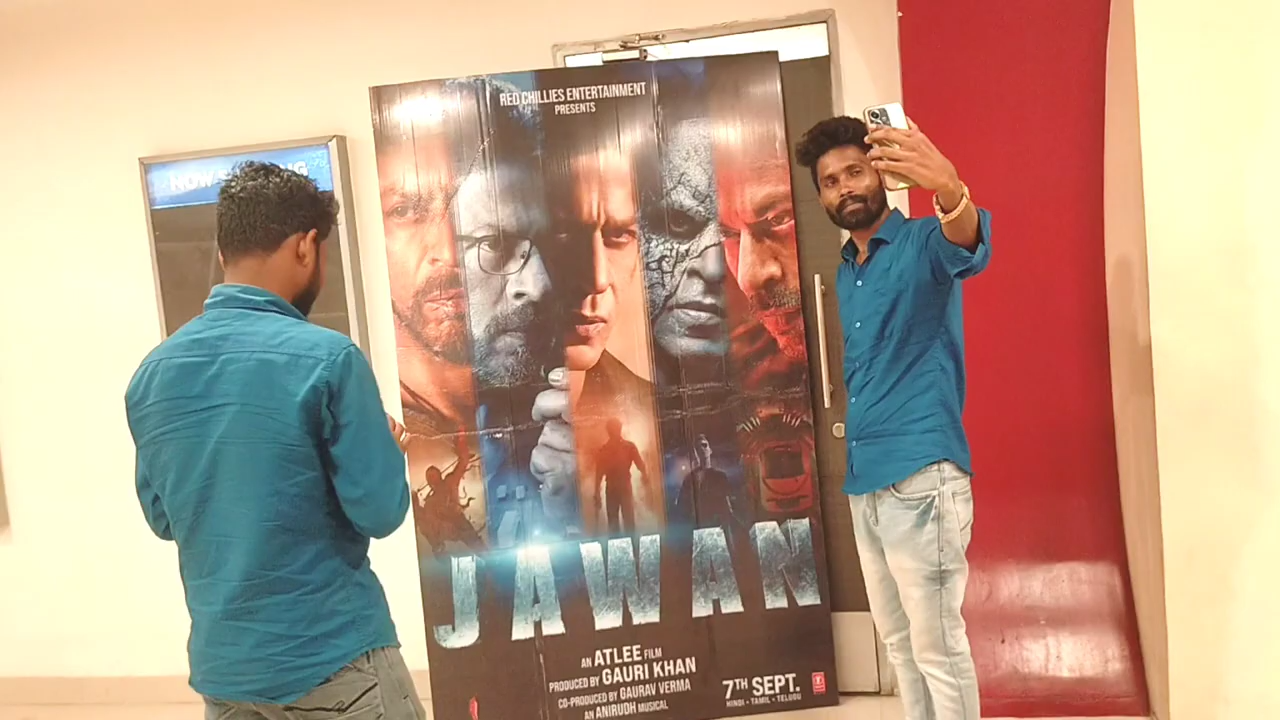 NOW
RED CHILLIES ENTERTAINMENT
PRESENTS
JAWAN
AN ATLEE FILM
PRODUCED BY GAURI KHAN
CO-PRODUCED BY GAURAV VERMA
AN ANIRUDH MUSICAL
7TH SEPT.
HINDI • TAMIL • TELUGU